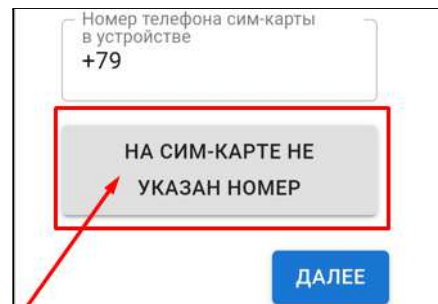 Номер телефона сим-карты
в устройстве
+79
НА СИМ-КАРТЕ НЕ
УКАЗАН НОМЕР
ДАЛЕЕ